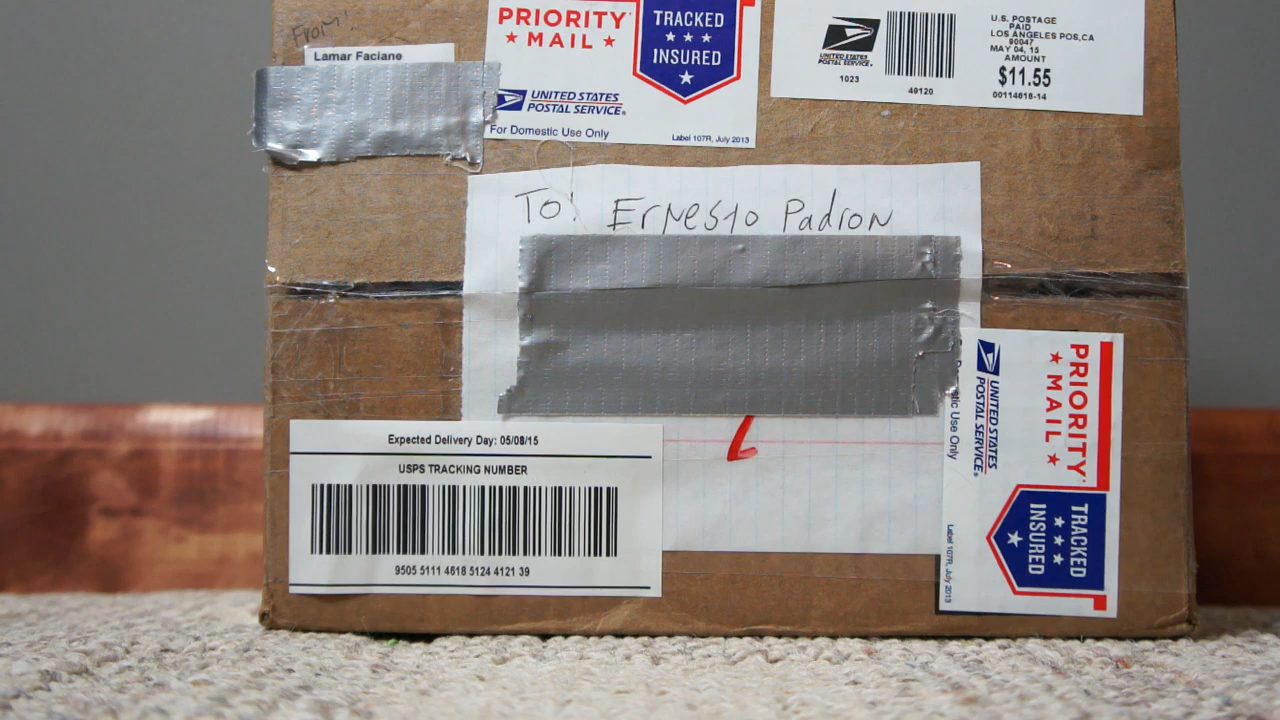 From!
Lamar Faciane
PRIORITY
★ MAIL ★
TRACKED
★ ★ ★
INSURED
★
UNITED STATES
POSTAL SERVICE®
For Domestic Use Only
Label 107R, July 2013
UNITED STATES
POSTAL SERVICE®
1023
49120
U.S. POSTAGE
PAID
LOS ANGELES POS,CA
90047
MAY 04, 15
AMOUNT
$11.55
00114618-14
To! Ernesto Padron
Expected Delivery Day: 05/08/15
USPS TRACKING NUMBER
9505 5111 4618 5124 4121 39
PRIORITY
★ MAIL ★
TRACKED
★ ★ ★
INSURED
★
UNITED STATES
POSTAL SERVICE®
Use Only
Label 107R, July 2013